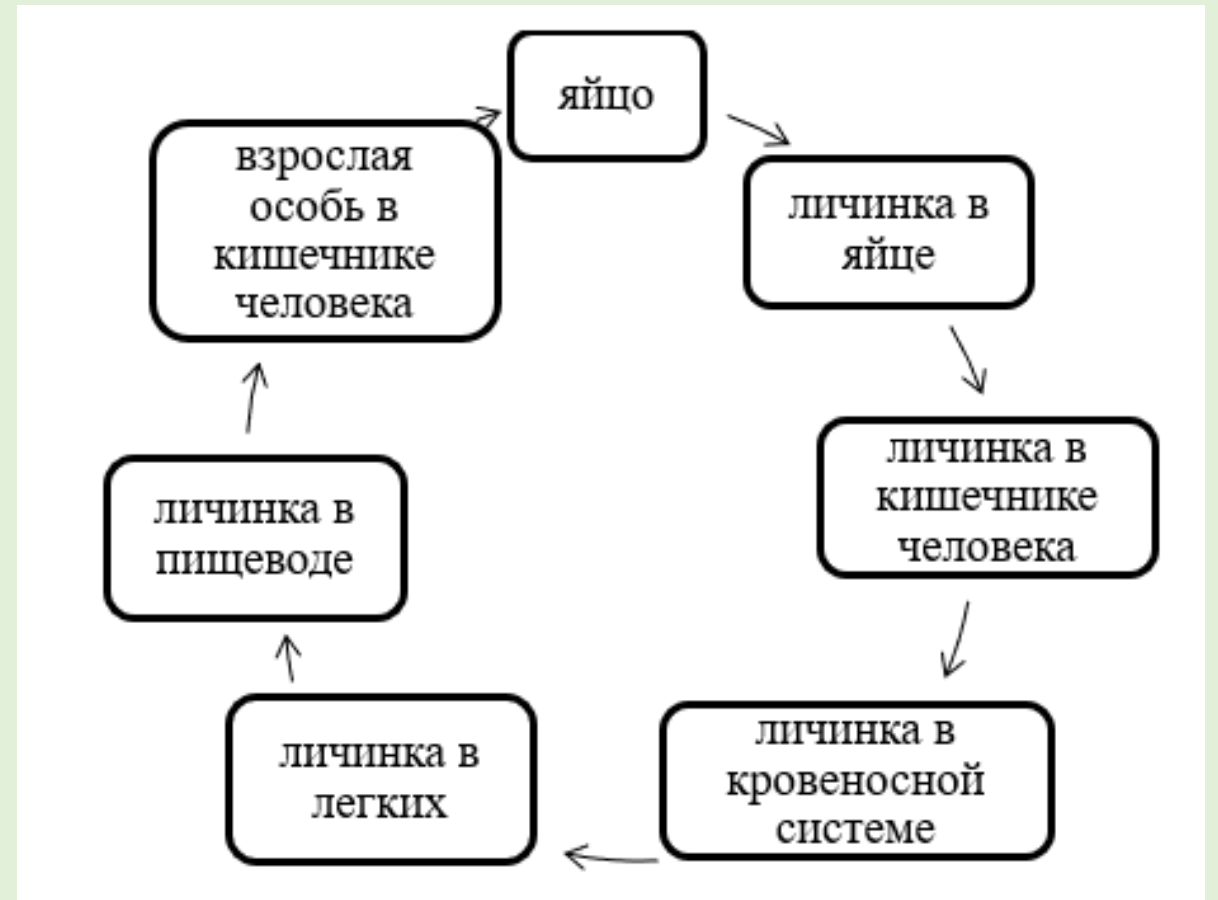 яйцо
личинка в
яйце
личинка в
кишечнике
человека
личинка в
кровеносной
системе
личинка в
легких
личинка в
пищеводе
взрослая
особь в
кишечнике
человека